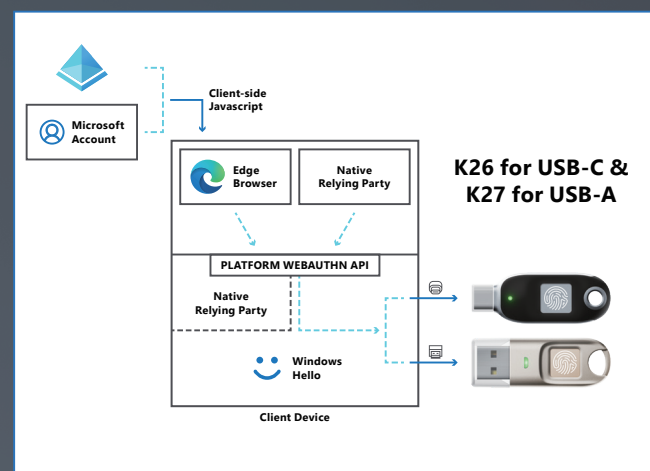 Microsoft
Account
Client-side
Javascript
Edge
Browser
Native
Relying Party
K26 for USB-C &
K27 for USB-A
PLATFORM WEBAUTHN API
Native
Relying Party
Windows
Hello
Client Device